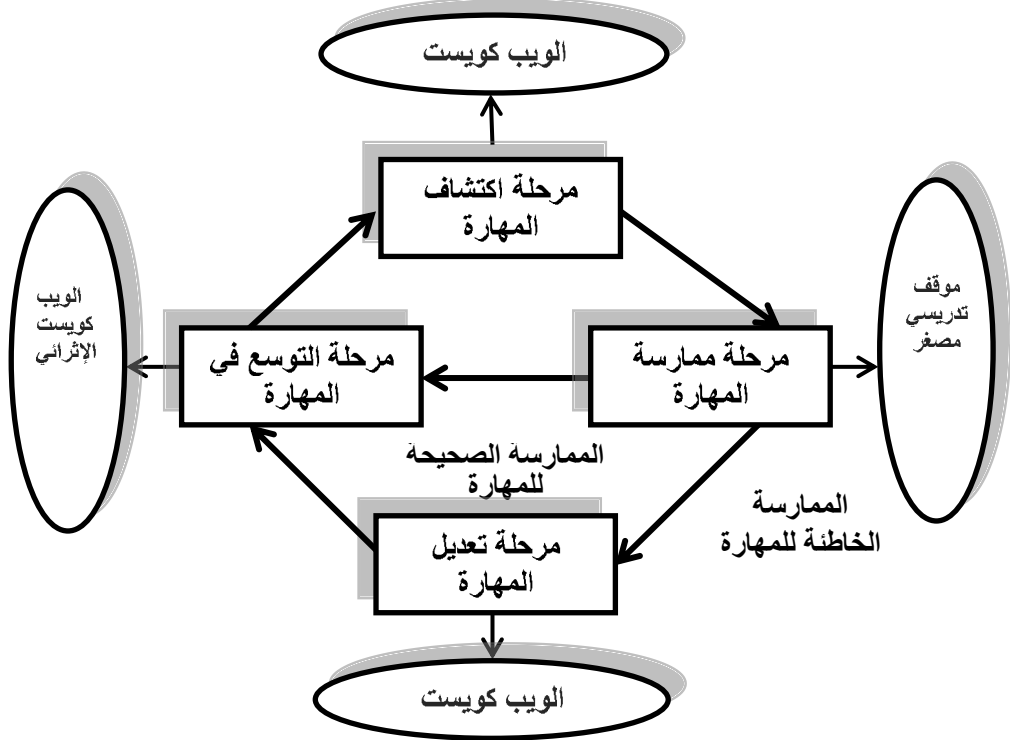 الويب كويست
مرحلة اكتشاف
المهارة
موقف
تدريسي
مصغر
الويب
كويست
الإثرائي
مرحلة ممارسة
المهارة
مرحلة التوسع في
المهارة
الممارسة الصحيحة
للمهارة
الممارسة
الخاطئة للمهارة
مرحلة تعديل
المهارة
الويب كويست